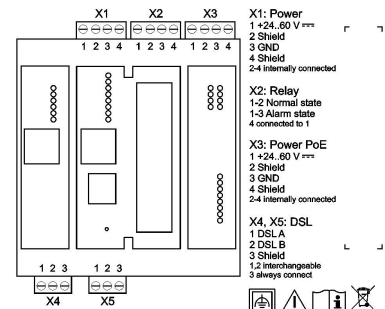 X1 X2 X3
1 2 3 4 1 2 3 4 1 2 3 4
1 2 3 1 2 3
X4 X5
X1: Power
1 +24..60 V ⎓
2 Shield
3 GND
4 Shield
2-4 internally connected
X2: Relay
1-2 Normal state
1-3 Alarm state
4 connected to 1
X3: Power PoE
1 +24..60 V ⎓
2 Shield
3 GND
4 Shield
2-4 internally connected
X4, X5: DSL
1 DSL A
2 DSL B
3 Shield
1,2 interchangeable
3 always connect